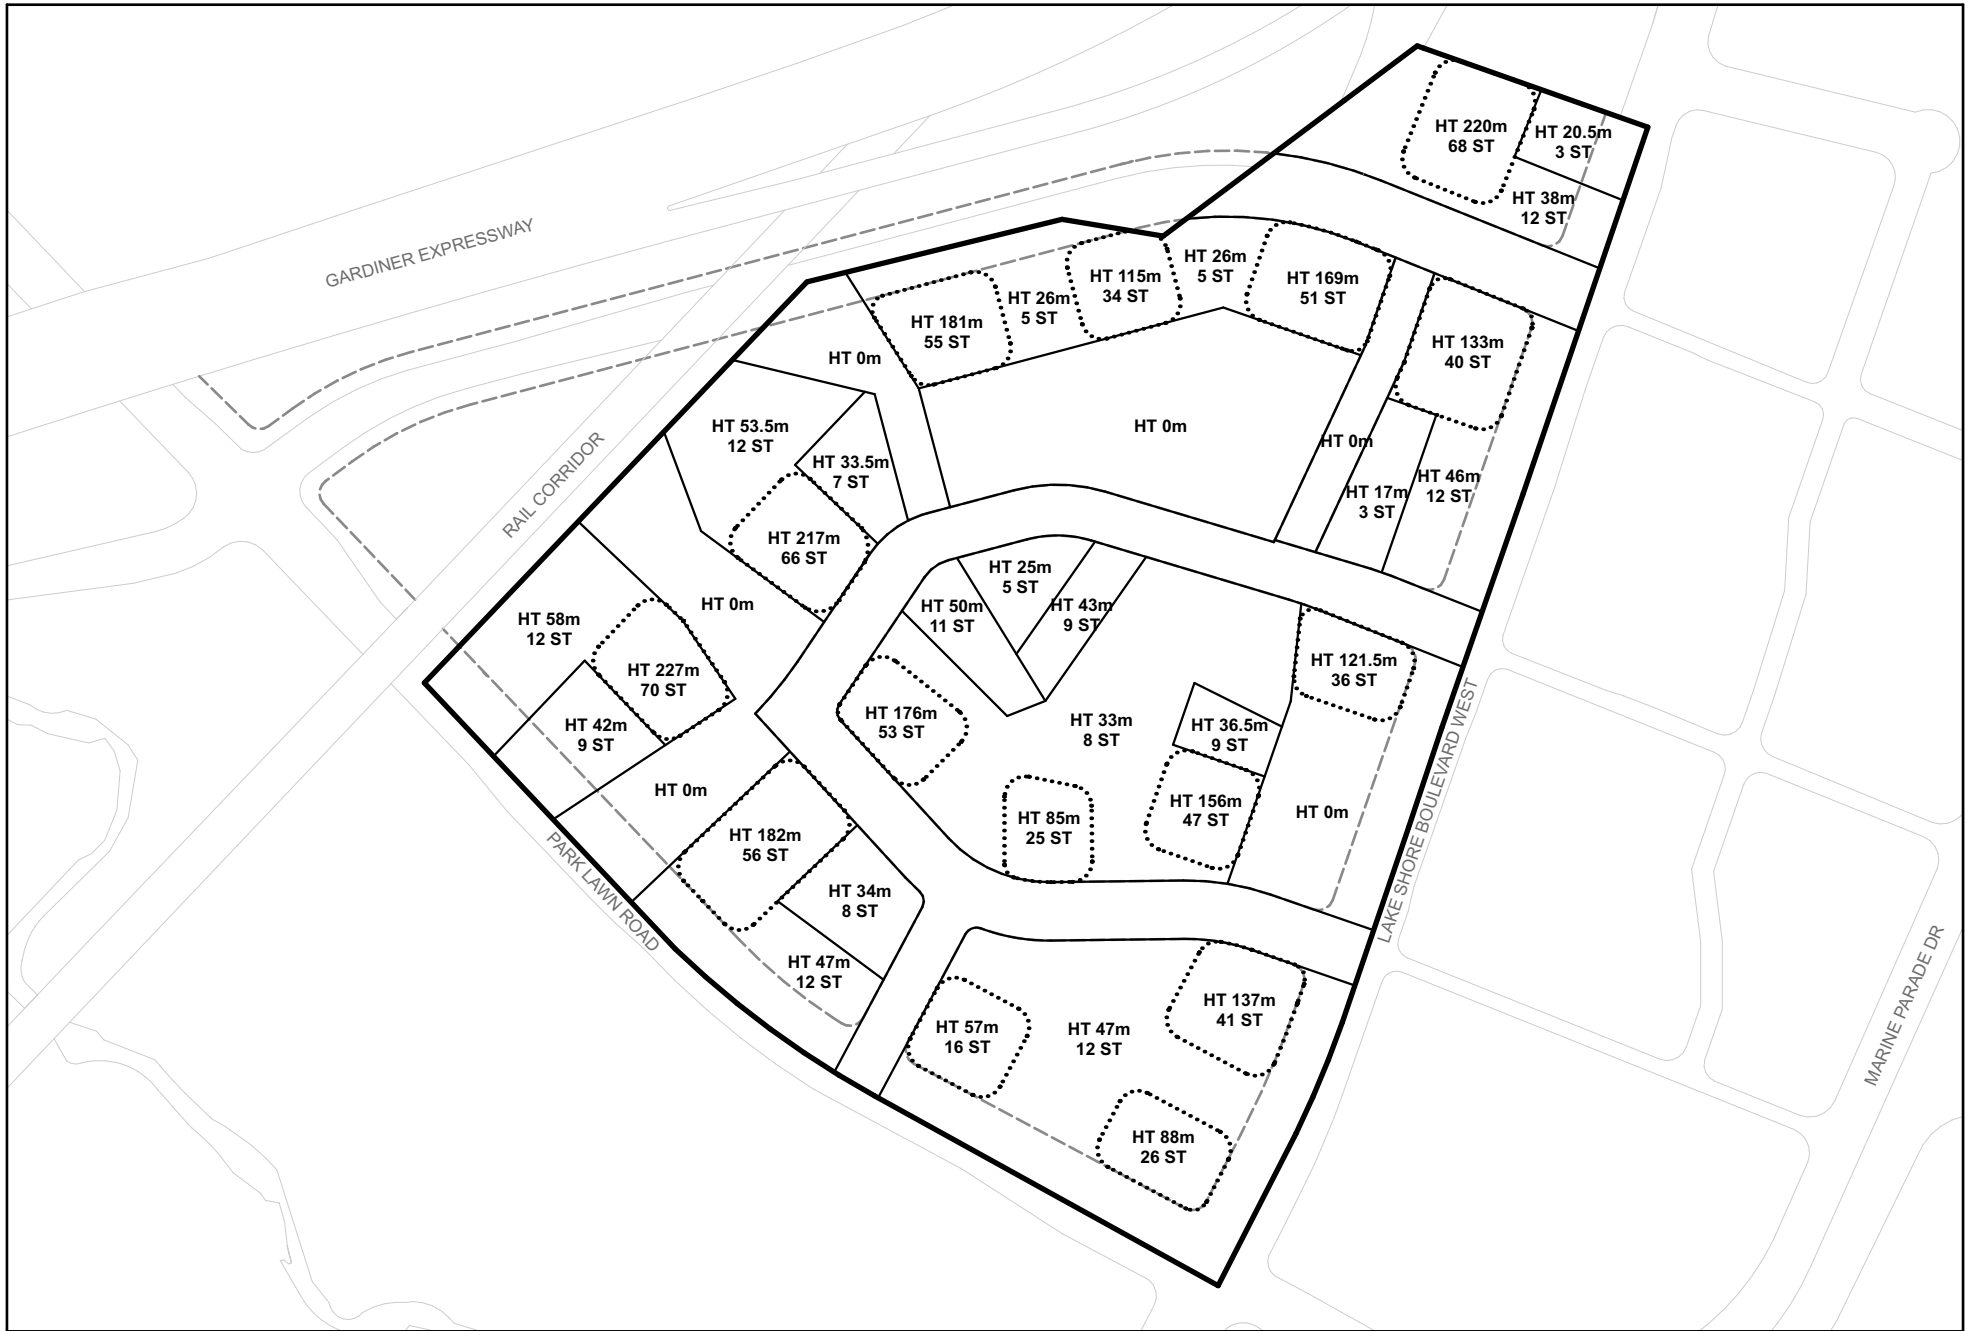 HT 220m
68 ST
HT 20.5m
3 ST
HT 38m
12 ST
GARDINER EXPRESSWAY
HT 26m
5 ST
HT 115m
34 ST
HT 169m
51 ST
HT 26m
5 ST
HT 181m
55 ST
HT 133m
40 ST
HT 0m
HT 0m
HT 0m
HT 53.5m
12 ST
HT 33.5m
7 ST
HT 46m
12 ST
HT 17m
3 ST
RAIL CORRIDOR
HT 217m
66 ST
HT 25m
5 ST
HT 50m
11 ST
HT 43m
9 ST
HT 0m
HT 58m
12 ST
HT 227m
70 ST
HT 121.5m
36 ST
HT 42m
9 ST
HT 176m
53 ST
HT 33m
8 ST
HT 36.5m
9 ST
HT 0m
HT 156m
47 ST
HT 0m
HT 85m
25 ST
HT 182m
56 ST
LAKE SHORE BOULEVARD WEST
PARK LAWN ROAD
HT 34m
8 ST
HT 47m
12 ST
HT 137m
41 ST
HT 57m
16 ST
HT 47m
12 ST
MARINE PARADE DR
HT 88m
26 ST